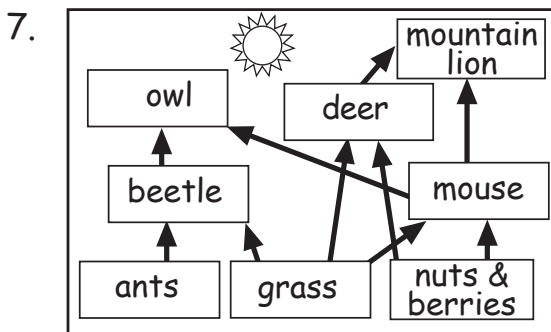 7.
mountain
lion
owl
deer
beetle
mouse
ants
grass
nuts &
berries